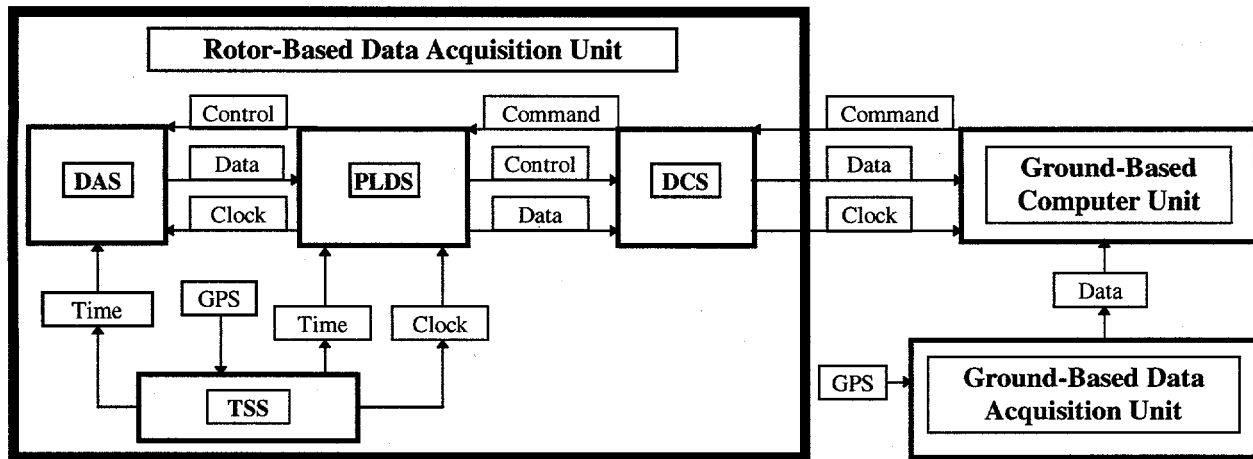 Rotor-Based Data Acquisition Unit
Control
Command
Command
DAS
Data
PLDS
Control
DCS
Data
Ground-Based
Computer Unit
Clock
Data
Clock
Time
GPS
Time
Clock
Data
TSS
GPS
Ground-Based Data
Acquisition Unit